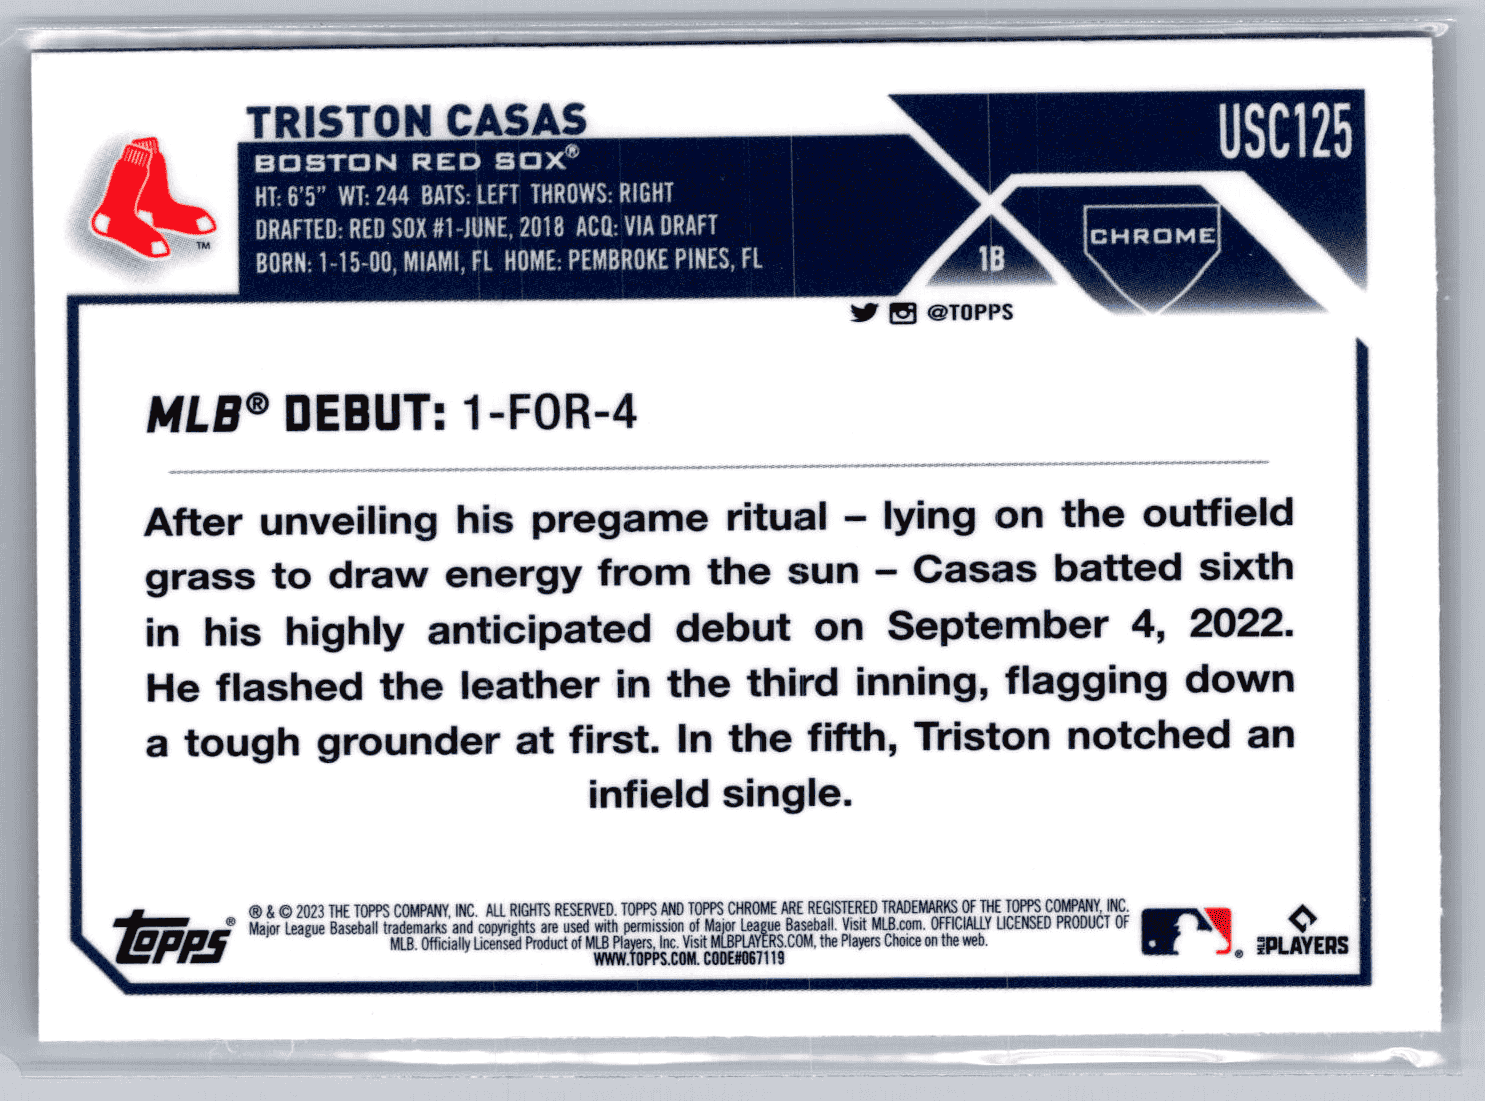 TRISTON CASAS
USC125
BOSTON RED SOX®
HT: 6'5" WT: 244 BATS: LEFT THROWS: RIGHT
DRAFTED: RED SOX #1-JUNE, 2018 ACQ: VIA DRAFT
BORN: 1-15-00, MIAMI, FL HOME: PEMBROKE PINES, FL
TM
1B
CHROME
@TOPPS
MLB® DEBUT: 1-FOR-4
After unveiling his pregame ritual – lying on the outfield
grass to draw energy from the sun – Casas batted sixth
in his highly anticipated debut on September 4, 2022.
He flashed the leather in the third inning, flagging down
a tough grounder at first. In the fifth, Triston notched an
infield single.
Topps®
® & © 2023 THE TOPPS COMPANY, INC. ALL RIGHTS RESERVED. TOPPS AND TOPPS CHROME ARE REGISTERED TRADEMARKS OF THE TOPPS COMPANY, INC.
Major League Baseball trademarks and copyrights are used with permission of Major League Baseball. Visit MLB.com. OFFICIALLY LICENSED PRODUCT OF
MLB. Officially Licensed Product of MLB Players, Inc. Visit MLBPLAYERS.COM, the Players Choice on the web.
WWW.TOPPS.COM. CODE#067119
®
MLB PLAYERS